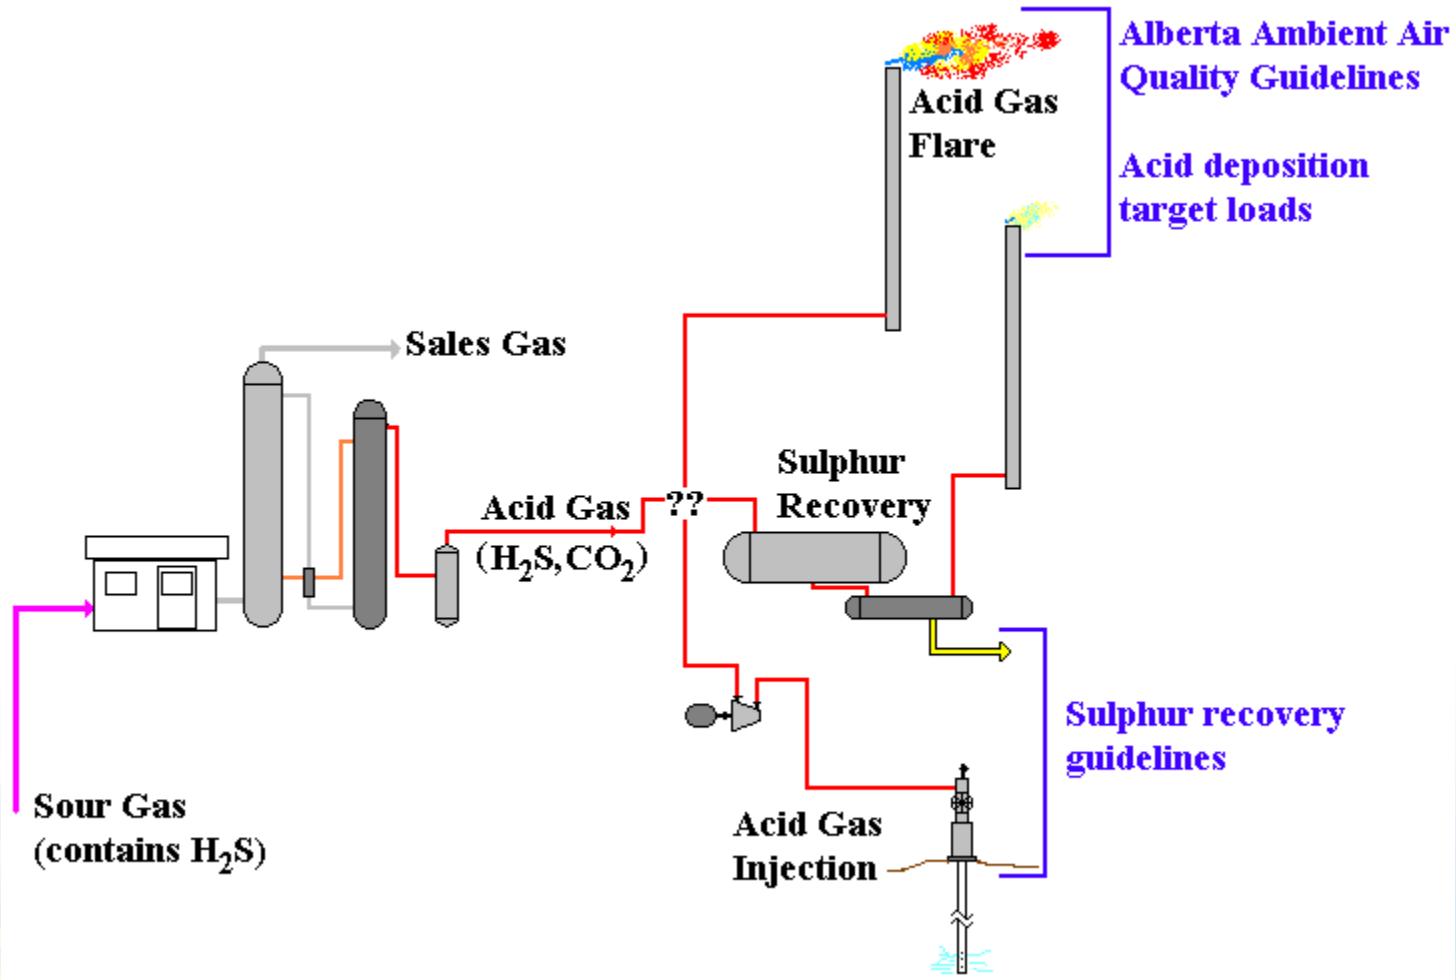 Alberta Ambient Air
Quality Guidelines
Acid Gas
Flare
Acid deposition
target loads
Sales Gas
Sulphur
Recovery
Acid Gas
??
(H₂S,CO₂)
Sulphur recovery
guidelines
Sour Gas
(contains H₂S)
Acid Gas
Injection